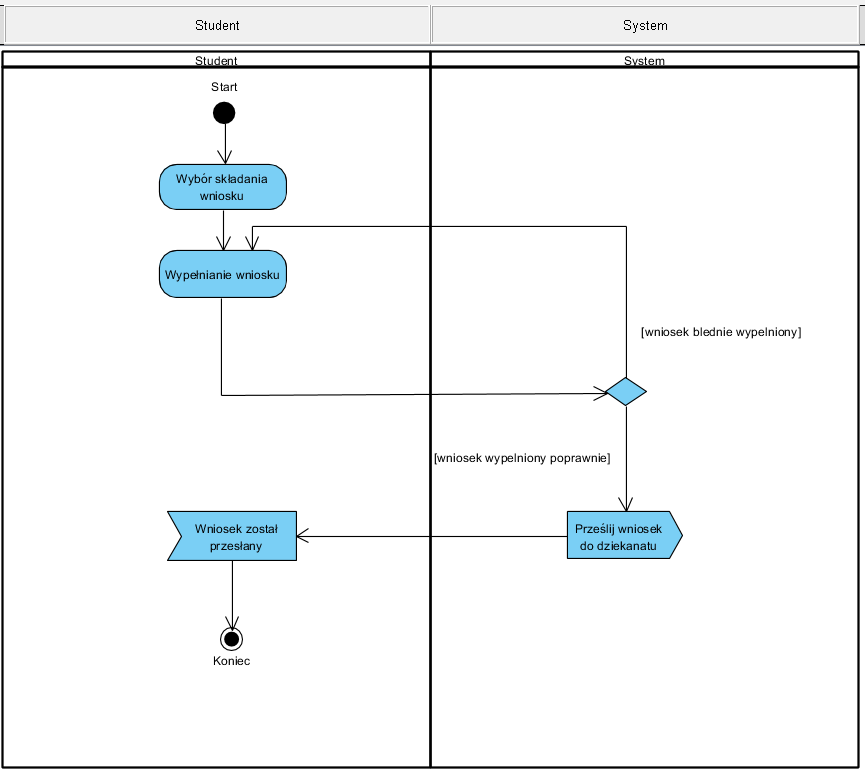 Student
System
Student
System
Start
Wybór składania
wniosku
Wypełnianie wniosku
[wniosek blednie wypelniony]
[wniosek wypelniony poprawnie]
Wniosek został
przesłany
Prześlij wniosek
do dziekanatu
Koniec